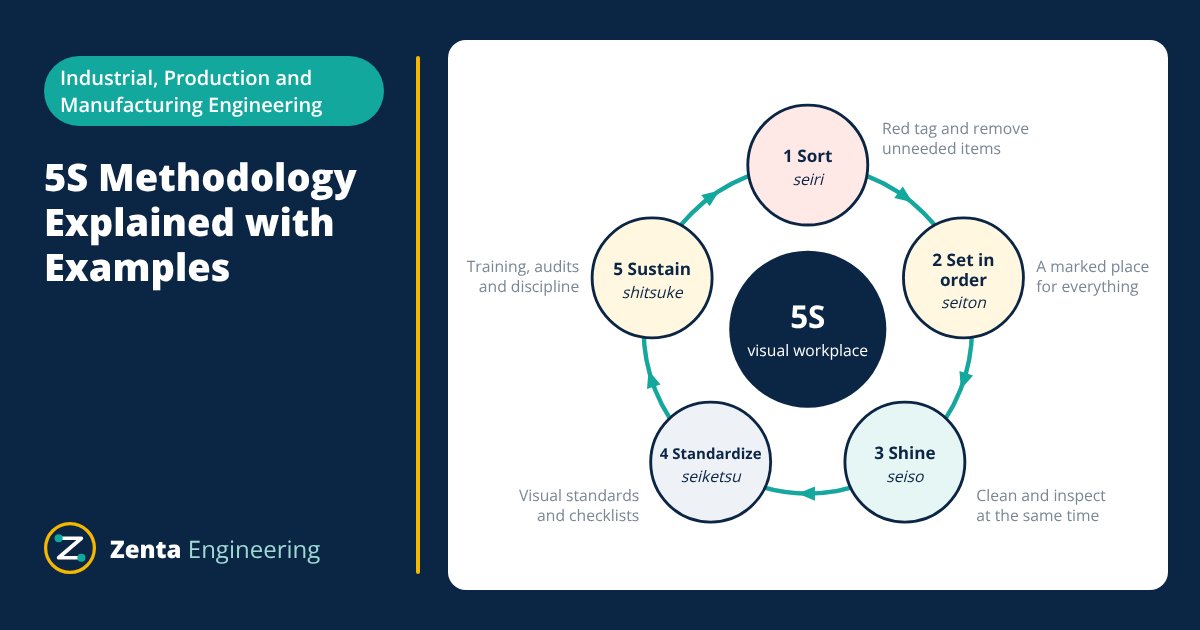 Industrial, Production and
Manufacturing Engineering
5S Methodology
Explained with
Examples
Zenta Engineering
1 Sort
seiri
Red tag and remove
unneeded items
2 Set in
order
seiton
A marked place
for everything
3 Shine
seiso
Clean and inspect
at the same time
4 Standardize
seiketsu
Visual standards
and checklists
5 Sustain
shitsuke
Training, audits
and discipline
5S
visual workplace